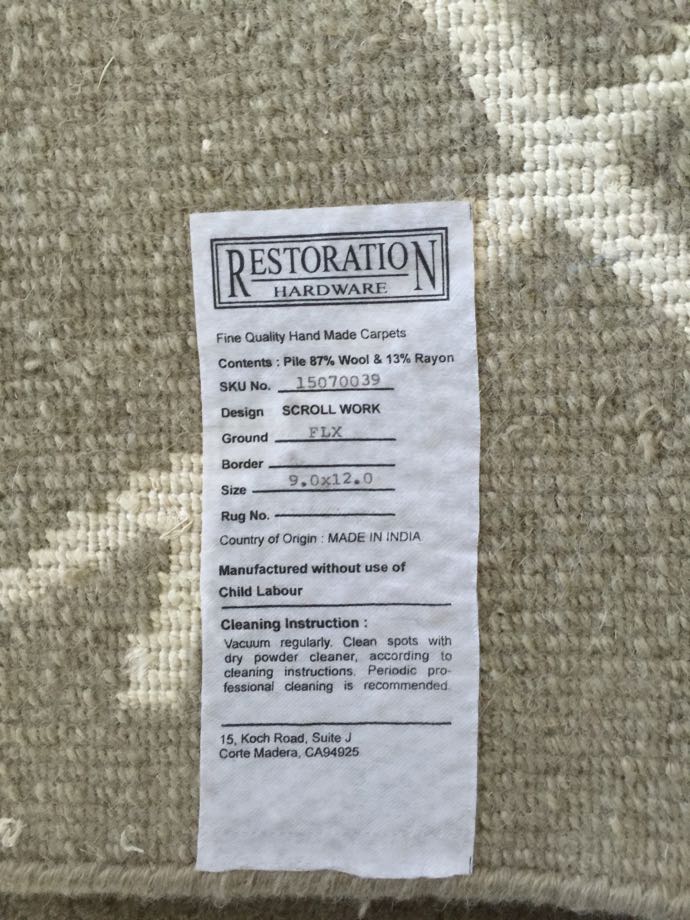 RESTORATION
HARDWARE
Fine Quality Hand Made Carpets
Contents : Pile 87% Wool & 13% Rayon
SKU No. 15070039
Design SCROLL WORK
Ground FLX
Border
Size 9.0x12.0
Rug No.
Country of Origin : MADE IN INDIA
Manufactured without use of
Child Labour
Cleaning Instruction :
Vacuum regularly. Clean spots with
dry powder cleaner, according to
cleaning instructions. Periodic pro-
fessional cleaning is recommended.
15, Koch Road, Suite J
Corte Madera, CA94925